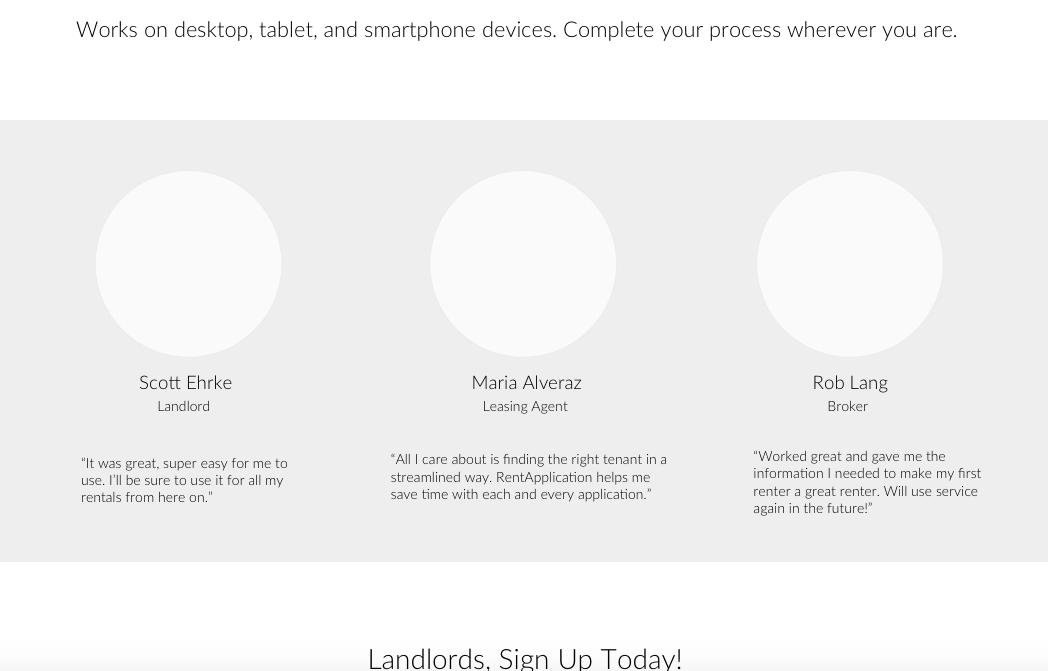 Works on desktop, tablet, and smartphone devices. Complete your process wherever you are.
Scott Ehrke
Landlord
“It was great, super easy for me to
use. I’ll be sure to use it for all my
rentals from here on.”
Maria Alveraz
Leasing Agent
“All I care about is finding the right tenant in a
streamlined way. RentApplication helps me
save time with each and every application.”
Rob Lang
Broker
“Worked great and gave me the
information I needed to make my first
renter a great renter. Will use service
again in the future!”
Landlords, Sign Up Today!